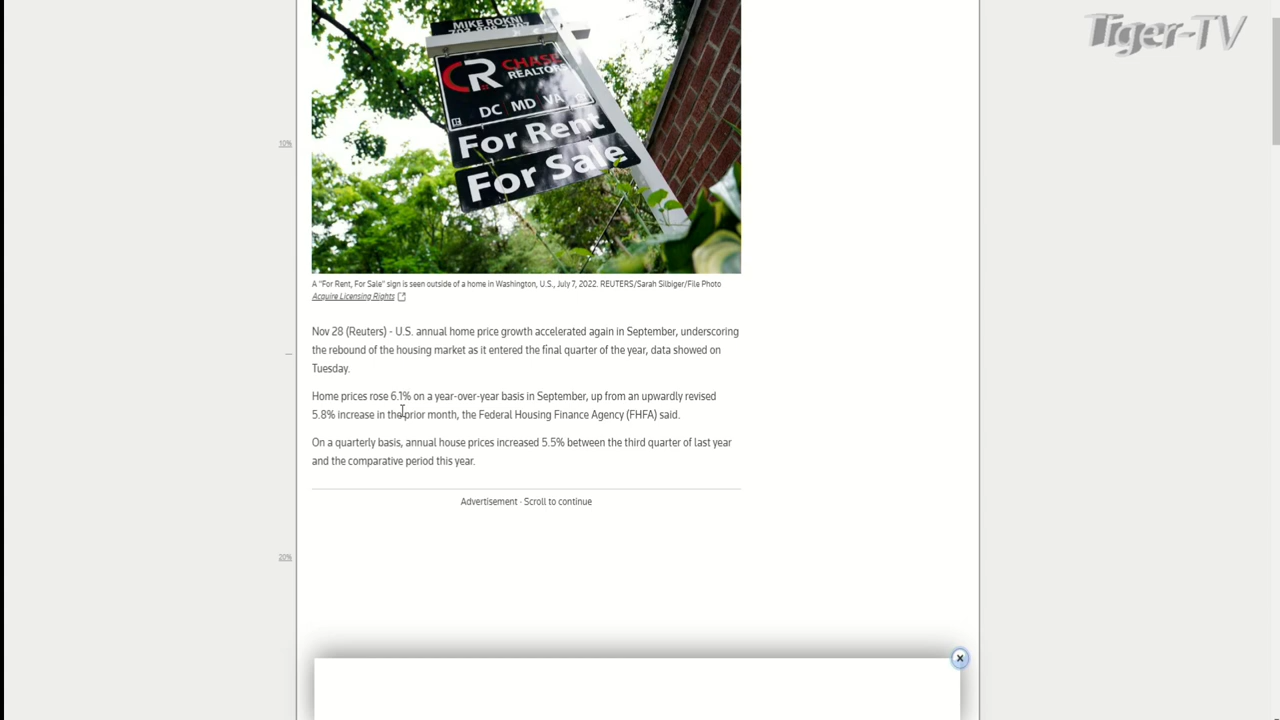 Tiger-TV
MIKE ROKNI
CR CHASE
REALTORS
DC MD VA
For Rent
For Sale
10%
A "For Rent, For Sale" sign is seen outside of a home in Washington, U.S., July 7, 2022. REUTERS/Sarah Silbiger/File Photo
Acquire Licensing Rights
Nov 28 (Reuters) - U.S. annual home price growth accelerated again in September, underscoring
the rebound of the housing market as it entered the final quarter of the year, data showed on
Tuesday.
Home prices rose 6.1% on a year-over-year basis in September, up from an upwardly revised
5.8% increase in the prior month, the Federal Housing Finance Agency (FHFA) said.
On a quarterly basis, annual house prices increased 5.5% between the third quarter of last year
and the comparative period this year.
Advertisement · Scroll to continue
20%